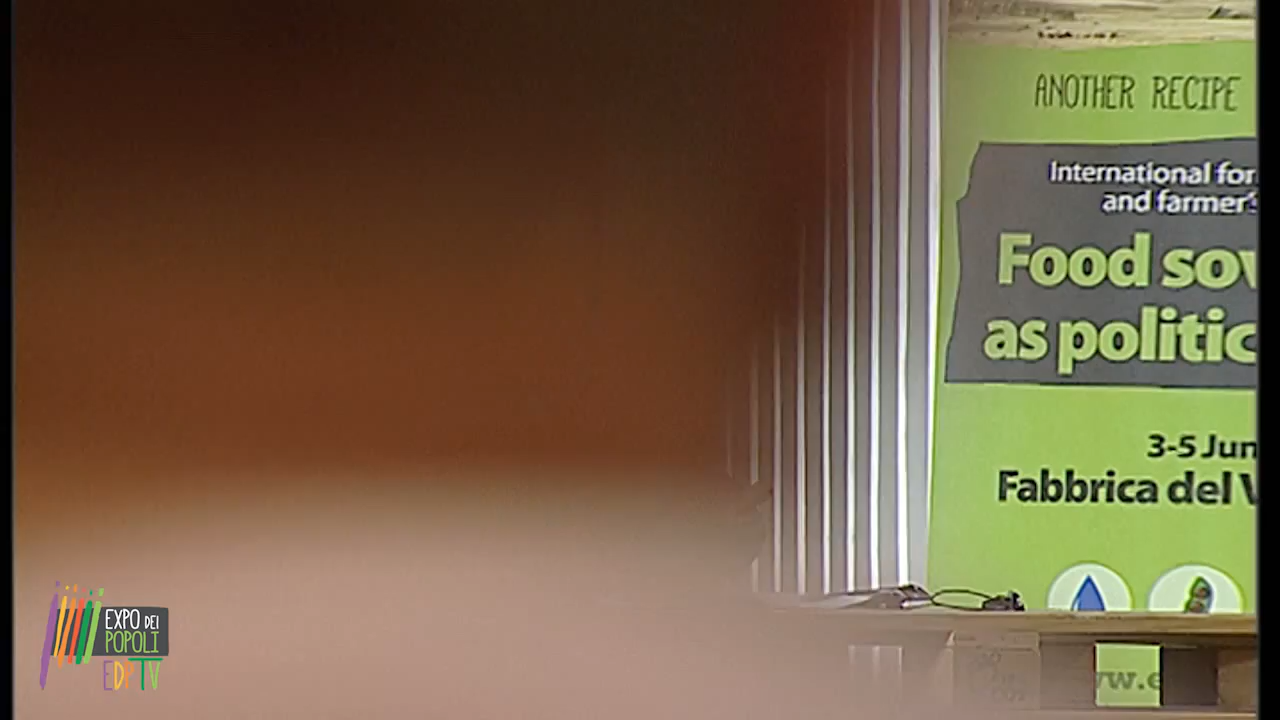 ANOTHER RECIPE
International for
and farmer's
Food sov
as politic
3-5 Jun
Fabbrica del V
EXPO DEI
POPOLI
EDPTV